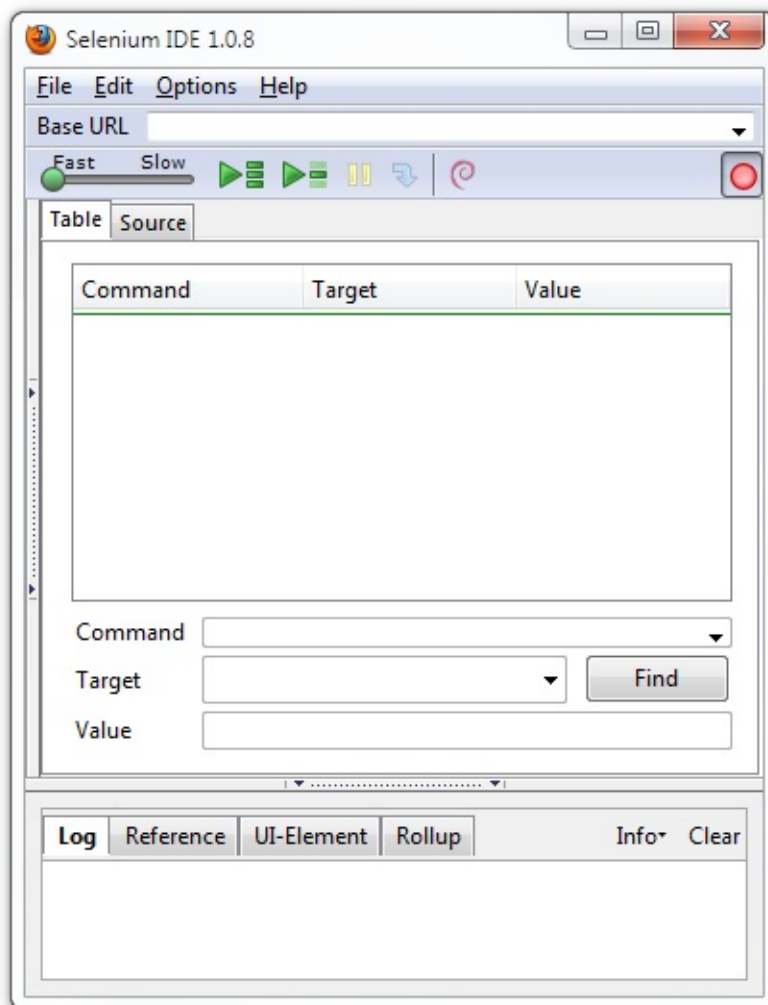 Selenium IDE 1.0.8
File Edit Options Help
Base URL
Fast Slow
Table Source
Command Target Value
Command
Target Find
Value
Log Reference UI-Element Rollup Info Clear